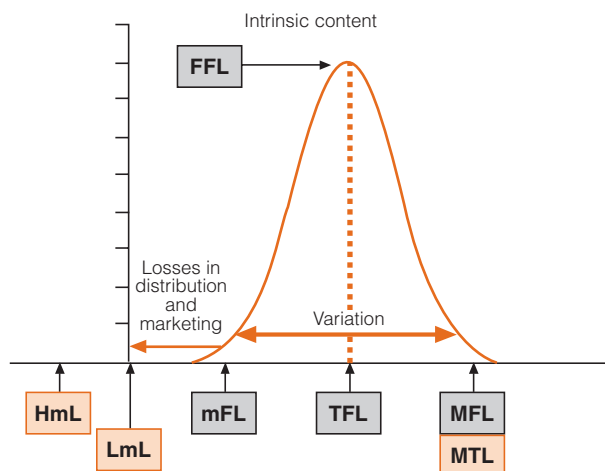 Intrinsic content
FFL
Losses in
distribution
and
marketing
Variation
HmL
LmL
mFL
TFL
MFL
MTL